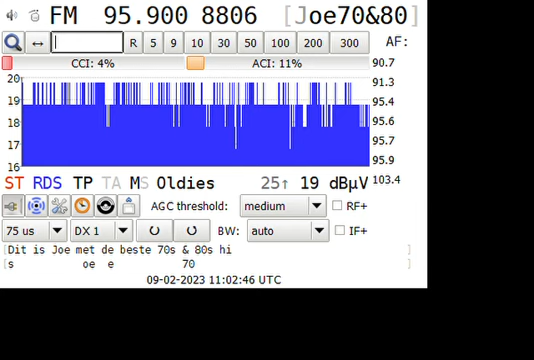 FM 95.900 8806 [Joe70&80]
R 5 9 10 30 50 100 200 300 AF:
CCI: 4% ACI: 11% 90.7
20 91.3
19 95.4
18 95.6
17 95.7
16 95.9
ST RDS TP TA MS Oldies 25↑ 19 dBµV 103.4
AGC threshold: medium RF+
75 us DX 1 BW: auto IF+
[Dit is Joe met de beste 70s & 80s hi ]
[s oe e 70 ]
09-02-2023 11:02:46 UTC